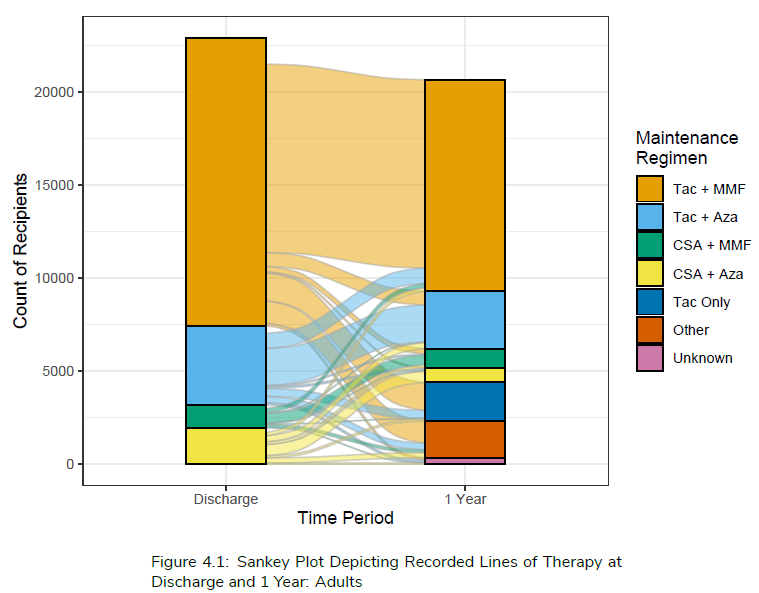 20000
15000
10000
5000
0
Count of Recipients
Discharge
1 Year
Time Period
Maintenance
Regimen
Tac + MMF
Tac + Aza
CSA + MMF
CSA + Aza
Tac Only
Other
Unknown
Figure 4.1: Sankey Plot Depicting Recorded Lines of Therapy at
Discharge and 1 Year: Adults